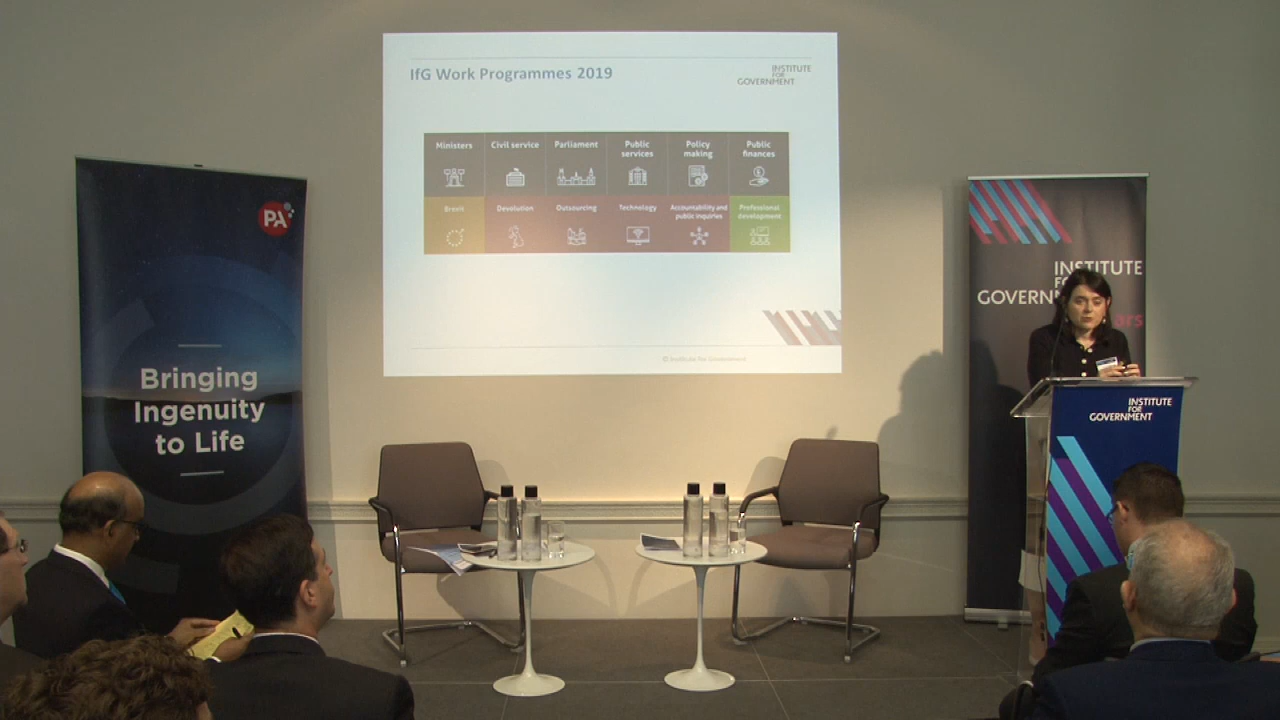 IfG Work Programmes 2019
INSTITUTE
FOR
GOVERNMENT
Ministers
Civil service
Parliament
Public
services
Policy
making
Public
finances
Brexit
Devolution
Outsourcing
Technology
Accountability and
public inquiries
Professional
development
© Institute for Government
PA
Bringing
Ingenuity
to Life
INSTITUTE
GOVERN
INSTITUTE
FOR
GOVERNMENT